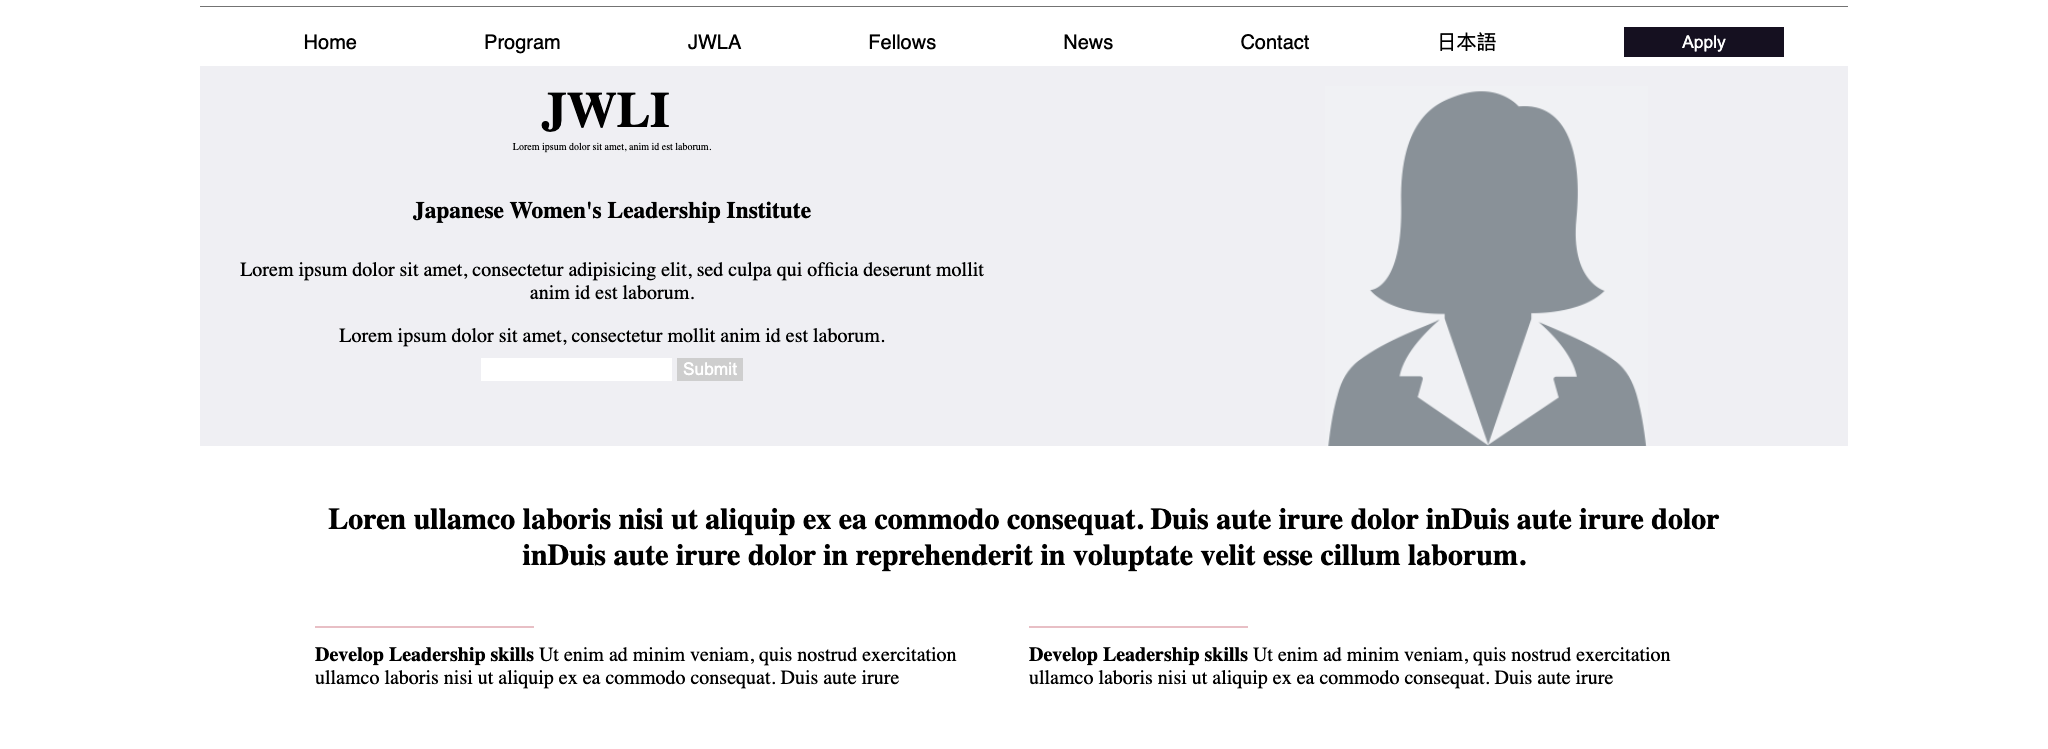 Home Program JWLA Fellows News Contact 日本語 Apply
JWLI
Lorem ipsum dolor sit amet, anim id est laborum.
Japanese Women's Leadership Institute
Lorem ipsum dolor sit amet, consectetur adipisicing elit, sed culpa qui officia deserunt mollit
anim id est laborum.
Lorem ipsum dolor sit amet, consectetur mollit anim id est laborum.
Submit
Loren ullamco laboris nisi ut aliquip ex ea commodo consequat. Duis aute irure dolor inDuis aute irure dolor
inDuis aute irure dolor in reprehenderit in voluptate velit esse cillum laborum.
Develop Leadership skills Ut enim ad minim veniam, quis nostrud exercitation
ullamco laboris nisi ut aliquip ex ea commodo consequat. Duis aute irure
Develop Leadership skills Ut enim ad minim veniam, quis nostrud exercitation
ullamco laboris nisi ut aliquip ex ea commodo consequat. Duis aute irure